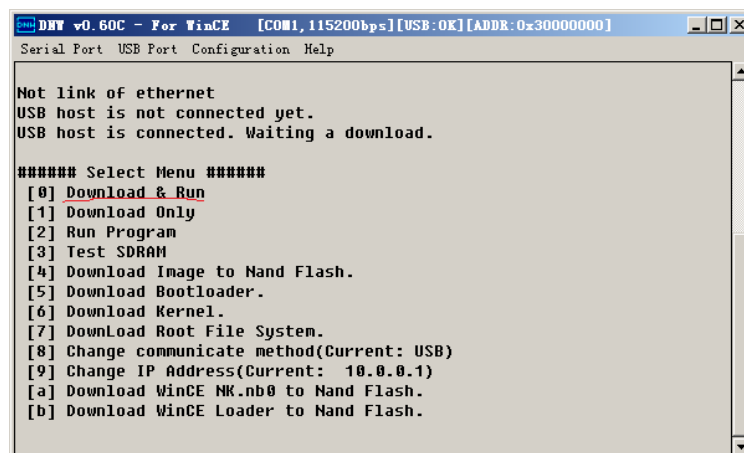 DNW v0.60C - For WinCE [COM1,115200bps][USB:OK][ADDR:0x30000000]
Serial Port USB Port Configuration Help
Not link of ethernet
USB host is not connected yet.
USB host is connected. Waiting a download.
###### Select Menu ######
[0] Download & Run
[1] Download Only
[2] Run Program
[3] Test SDRAM
[4] Download Image to Nand Flash.
[5] Download Bootloader.
[6] Download Kernel.
[7] DownLoad Root File System.
[8] Change communicate method(Current: USB)
[9] Change IP Address(Current: 10.0.0.1)
[a] Download WinCE NK.nb0 to Nand Flash.
[b] Download WinCE Loader to Nand Flash.